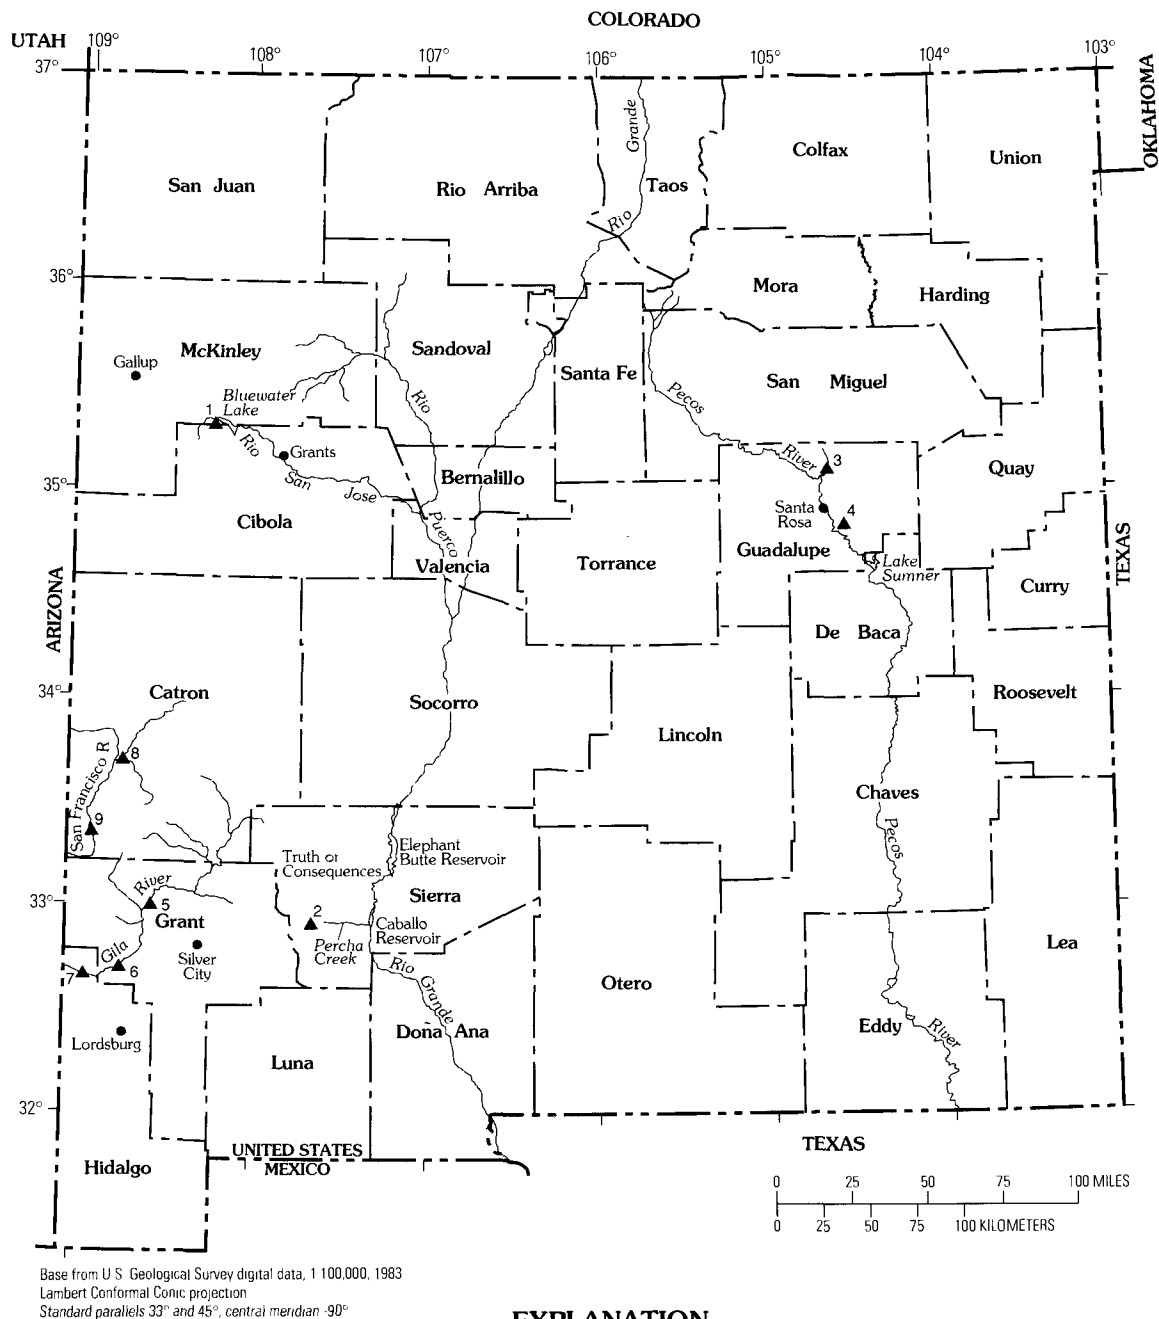 COLORADO
UTAH
109°
108°
107°
106°
105°
104°
103°
37°
OKLAHOMA
Grande
Colfax
Union
San Juan
Rio Arriba
Taos
Rio
36°
Mora
Harding
McKinley
Sandoval
Gallup
Santa Fe
San Miguel
Bluewater
Lake
1
Rio
Pecos
Rio
Grants
Bernalillo
River
3
Quay
35°
San Jose
Cibola
Puerco
Santa
Rosa
4
Guadalupe
Valencia
Torrance
Lake
Sumner
TEXAS
Curry
ARIZONA
De Baca
34°
Catron
Socorro
Roosevelt
Lincoln
8
San Francisco R
Chaves
9
Pecos
Elephant
Butte Reservoir
Truth or
Consequences
Sierra
33°
River
5
Grant
2
Caballo
Reservoir
Percha
Creek
Lea
Silver
City
Gila
6
7
Rio Grande
Otero
Eddy
River
Lordsburg
Doña Ana
Luna
32°
UNITED STATES
MEXICO
TEXAS
Hidalgo
0 25 50 75 100 MILES
0 25 50 75 100 KILOMETERS
Base from U S Geological Survey digital data, 1 100,000, 1983
Lambert Conformal Conic projection
Standard parallels 33° and 45°, central meridian -90°
EXPLANATION